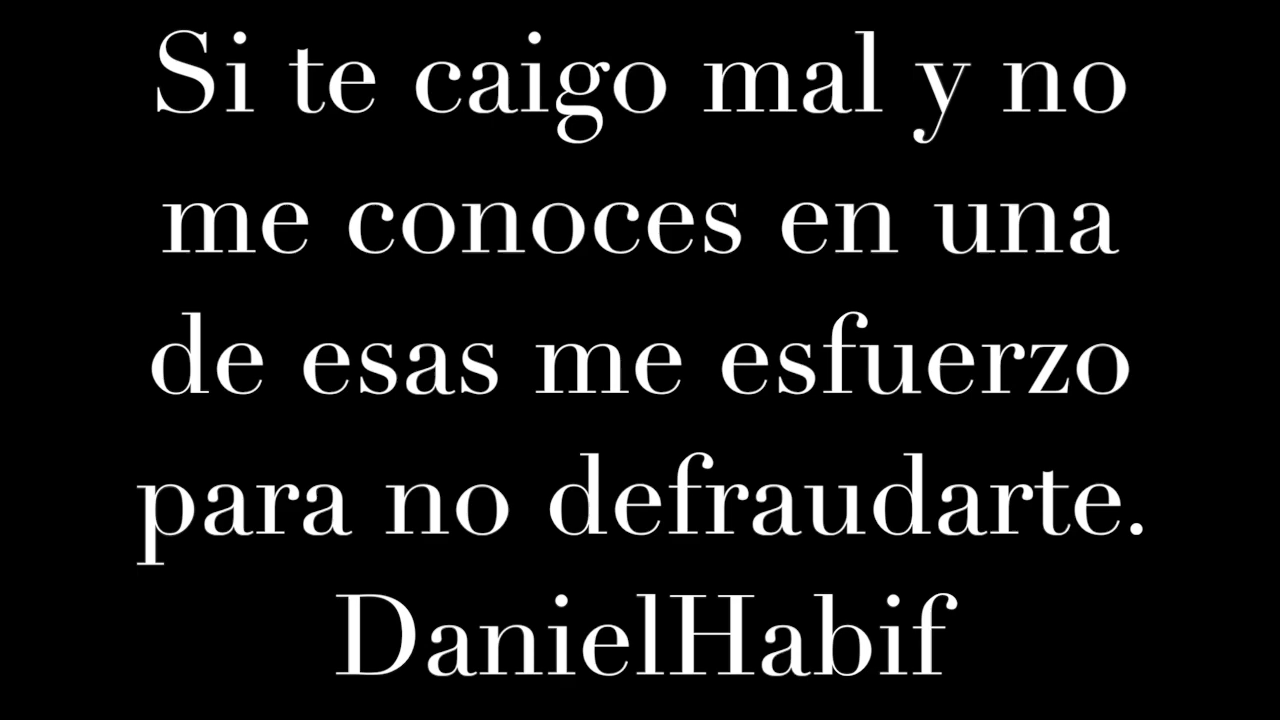 Si te caigo mal y no
me conoces en una
de esas me esfuerzo
para no defraudarte.
DanielHabif